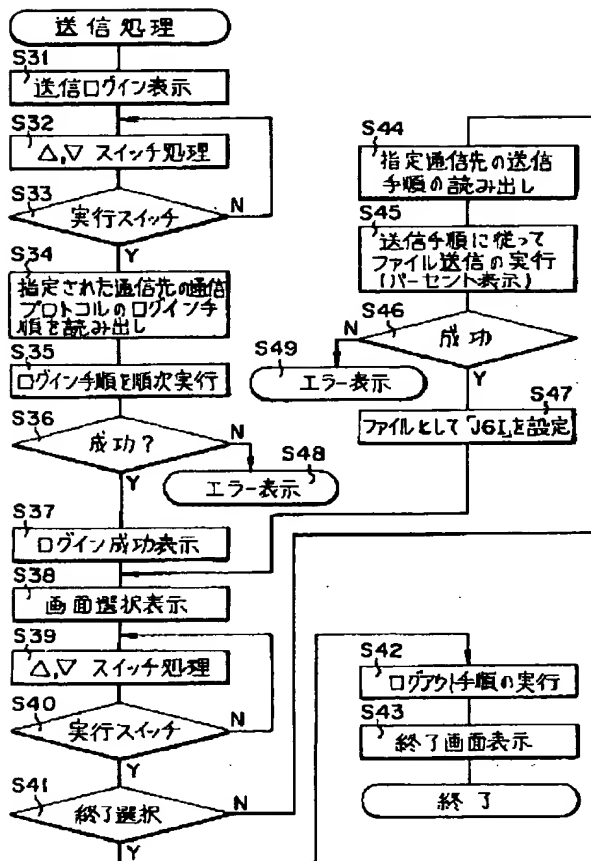 送信処理
S31
送信ログイン表示
S32
△,▽ スイッチ処理
S33
実行スイッチ
N
Y
S34
指定された通信先の通信
プロトコルのログイン手
順を読み出し
S35
ログイン手順を順次実行
S36
成功?
N
Y
S48
エラー表示
S37
ログイン成功表示
S38
画面選択表示
S39
△,▽ スイッチ処理
S40
実行スイッチ
N
Y
S41
終了選択
N
Y
S44
指定通信先の送信
手順の読み出し
S45
送信手順に従って
ファイル送信の実行
(パーセント表示)
S46
成功
N
Y
S49
エラー表示
S47
ファイルとして「J6I」を設定
S42
ログアウト手順の実行
S43
終了画面表示
終了